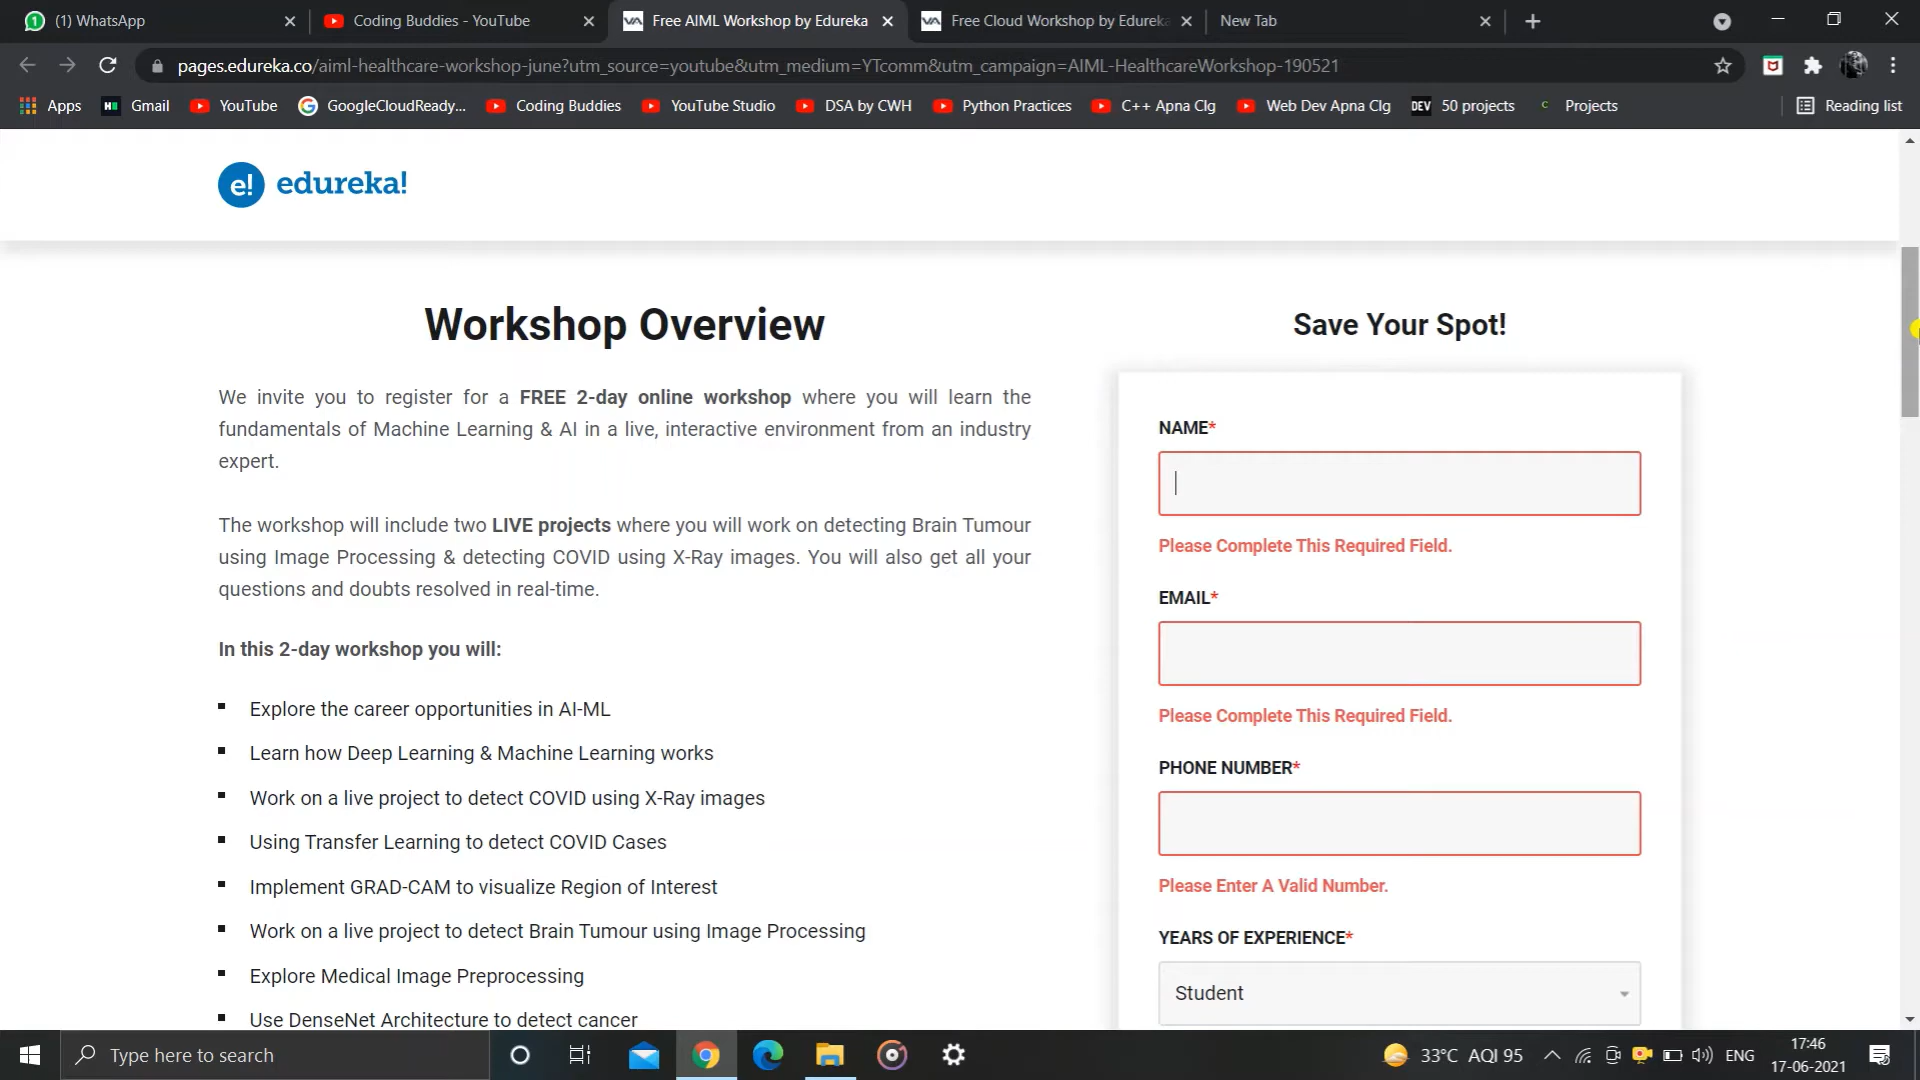 (1) WhatsApp
Coding Buddies - YouTube
Free AIML Workshop by Edureka
Free Cloud Workshop by Edureka
New Tab
pages.edureka.co/aiml-healthcare-workshop-june?utm_source=youtube&utm_medium=YTcomm&utm_campaign=AIML-HealthcareWorkshop-190521
Apps
Gmail
YouTube
GoogleCloudReady...
Coding Buddies
YouTube Studio
DSA by CWH
Python Practices
C++ Apna Clg
Web Dev Apna Clg
DEV 50 projects
Projects
Reading list
e! edureka!
Workshop Overview
We invite you to register for a FREE 2-day online workshop where you will learn the
fundamentals of Machine Learning & AI in a live, interactive environment from an industry
expert.
The workshop will include two LIVE projects where you will work on detecting Brain Tumour
using Image Processing & detecting COVID using X-Ray images. You will also get all your
questions and doubts resolved in real-time.
In this 2-day workshop you will:
Explore the career opportunities in AI-ML
Learn how Deep Learning & Machine Learning works
Work on a live project to detect COVID using X-Ray images
Using Transfer Learning to detect COVID Cases
Implement GRAD-CAM to visualize Region of Interest
Work on a live project to detect Brain Tumour using Image Processing
Explore Medical Image Preprocessing
Use DenseNet Architecture to detect cancer
Save Your Spot!
NAME*
Please Complete This Required Field.
EMAIL*
Please Complete This Required Field.
PHONE NUMBER*
Please Enter A Valid Number.
YEARS OF EXPERIENCE*
Student
Type here to search
33°C AQI 95
ENG
17:46
17-06-2021